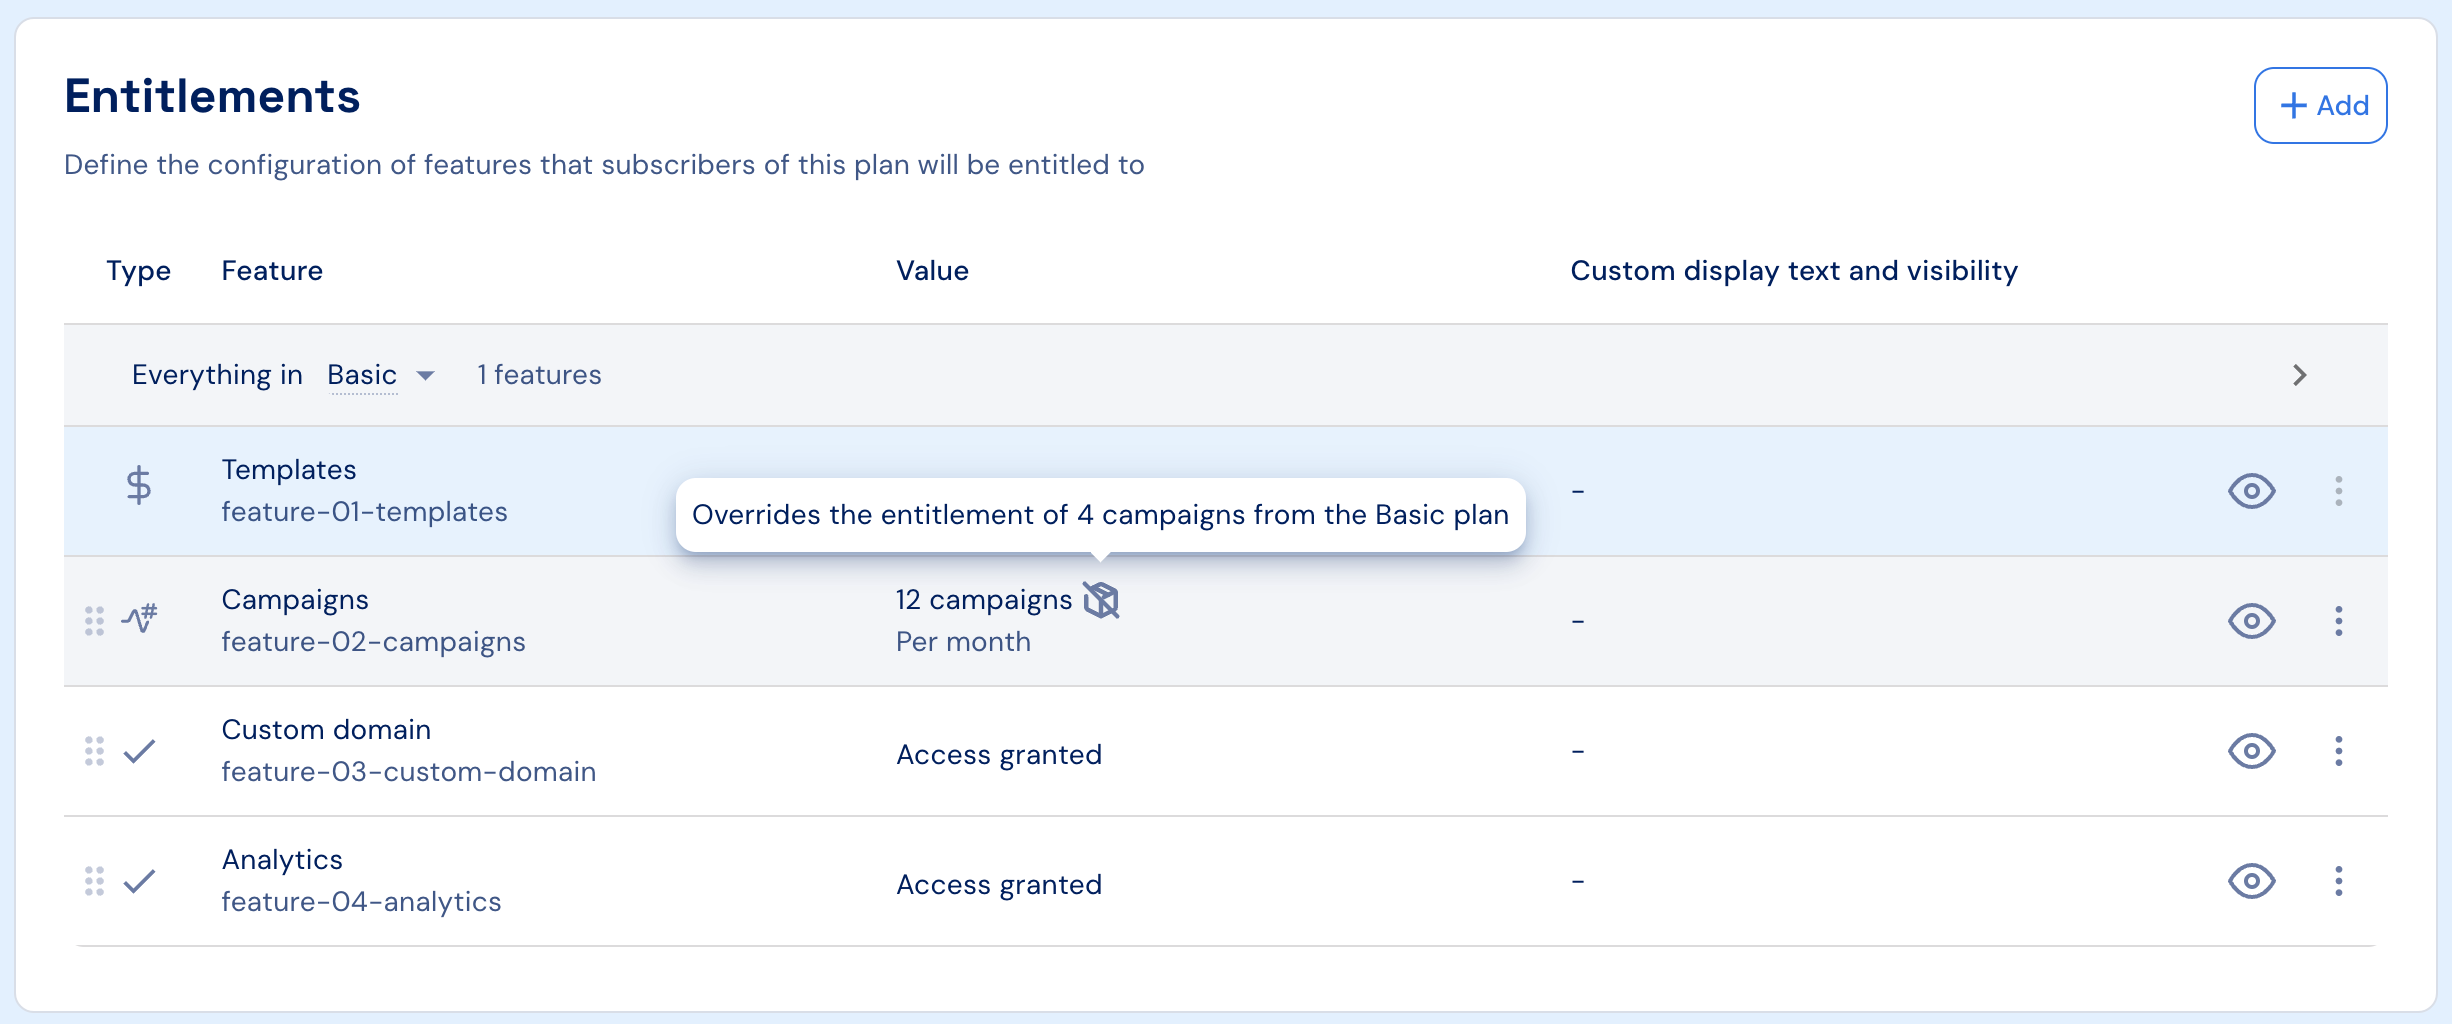 Entitlements
Add
Define the configuration of features that subscribers of this plan will be entitled to
Type Feature Value Custom display text and visibility
Everything in Basic 1 features
Templates
feature-01-templates
-
Overrides the entitlement of 4 campaigns from the Basic plan
Campaigns
feature-02-campaigns
12 campaigns
Per month
-
Custom domain
feature-03-custom-domain
Access granted
-
Analytics
feature-04-analytics
Access granted
-